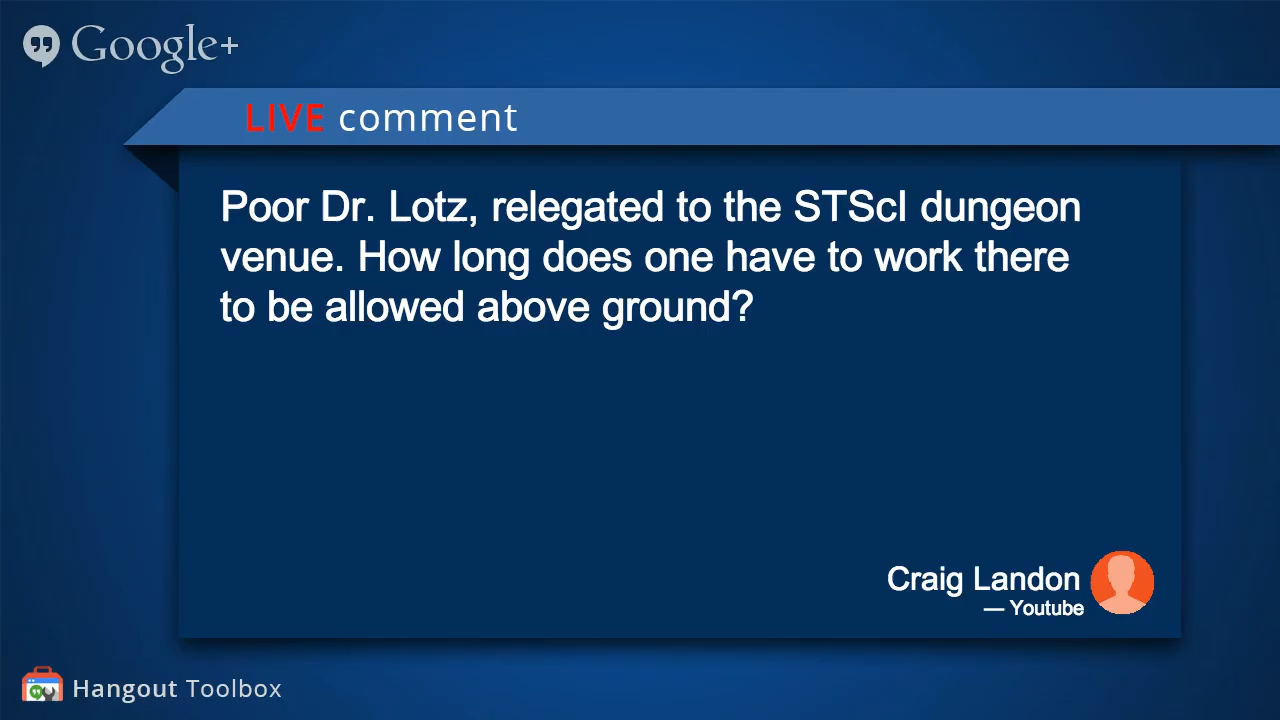 Google+
LIVE comment
Poor Dr. Lotz, relegated to the STScI dungeon
venue. How long does one have to work there
to be allowed above ground?
Craig Landon
— Youtube
Hangout Toolbox